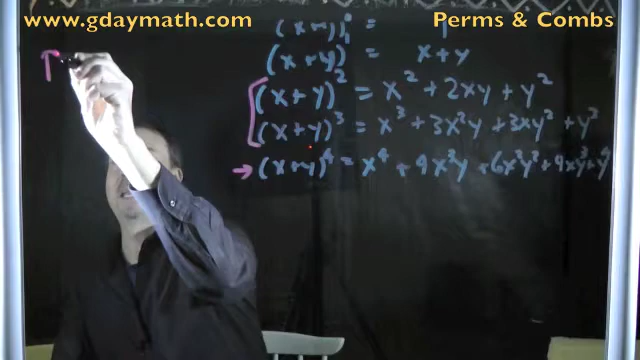 www.gdaymath.com Perms & Combs
(x+y)⁰ = 1
(x+y)¹ = x+y
(x+y)² = x² + 2xy + y²
(x+y)³ = x³ + 3x²y + 3xy² + y³
→ (x+y)⁴ = x⁴ + 4x³y + 6x²y² + 4xy³ + y⁴